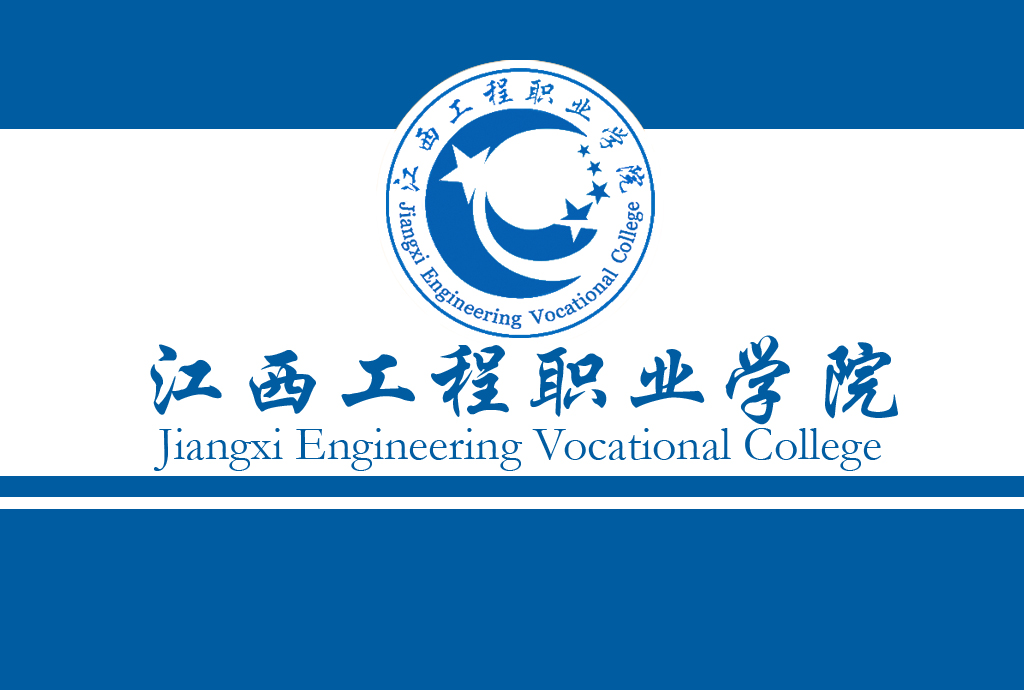 江西工程职业学院
Jiangxi Engineering Vocational College
江西工程职业学院
Jiangxi Engineering Vocational College